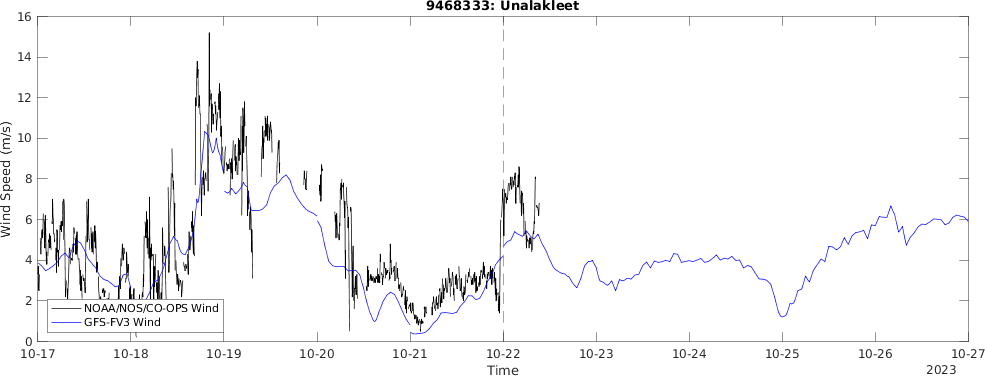 9468333: Unalakleet
16
14
12
10
8
6
4
2
0
Wind Speed (m/s)
NOAA/NOS/CO-OPS Wind
GFS-FV3 Wind
10-17 10-18 10-19 10-20 10-21 10-22 10-23 10-24 10-25 10-26 10-27
Time
2023